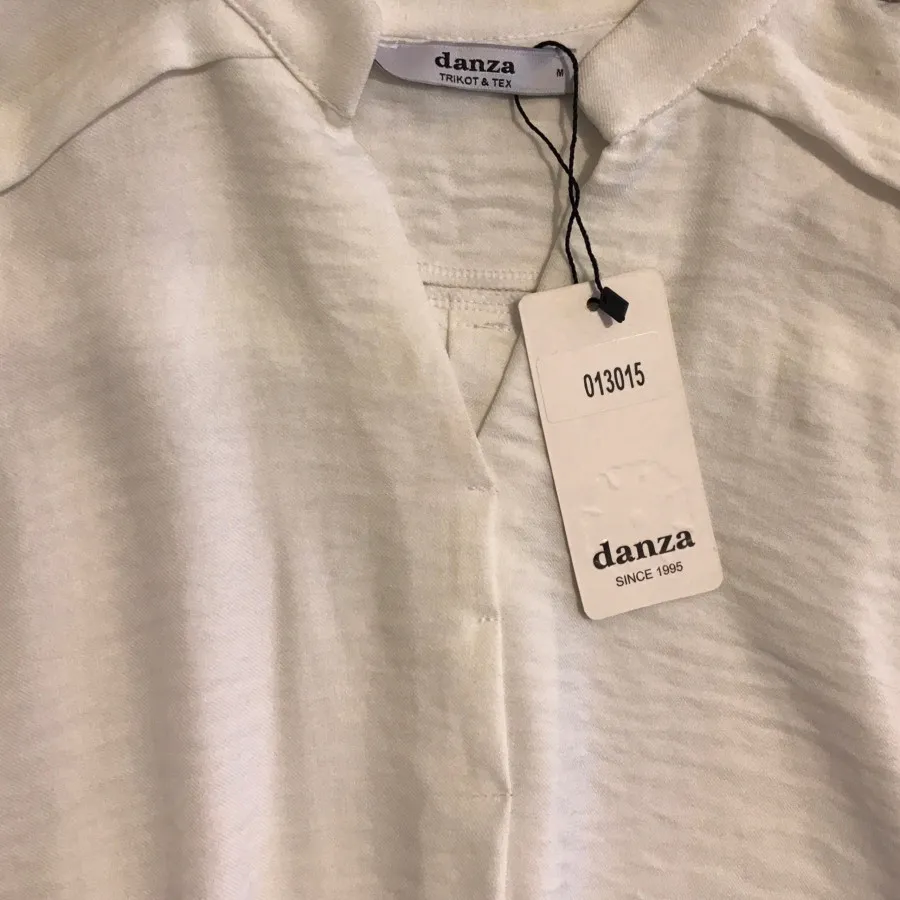 danza
TRIKOT & TEX
M
013015
danza
SINCE 1995